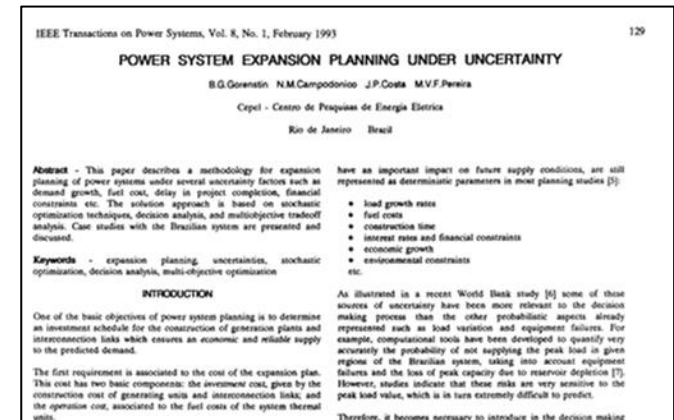 IEEE Transactions on Power Systems, Vol. 8, No. 1, February 1993
129
POWER SYSTEM EXPANSION PLANNING UNDER UNCERTAINTY
B.G.Gorenstin N.M.Campodonico J.P.Costa M.V.F.Pereira
Cepel - Centro de Pesquisas de Energia Eletrica
Rio de Janeiro Brazil
Abstract - This paper describes a methodology for expansion
planning of power systems under several uncertainty factors such as
demand growth, fuel cost, delay in project completion, financial
constraints etc. The solution approach is based on stochastic
optimization techniques, decision analysis, and multiobjective tradeoff
analysis. Case studies with the Brazilian system are presented and
discussed.
Keywords - expansion planning, uncertainties, stochastic
optimization, decision analysis, multi-objective optimization
INTRODUCTION
One of the basic objectives of power system planning is to determine
an investment schedule for the construction of generation plants and
interconnection links which ensures an economic and reliable supply
to the predicted demand.
The first requirement is associated to the cost of the expansion plan.
This cost has two basic components: the investment cost, given by the
construction cost of generating units and interconnection links; and
the operation cost, associated to the fuel costs of the system thermal
units.
have an important impact on future supply conditions, are still
represented as deterministic parameters in most planning studies [5]:
• load growth rates
• fuel costs
• construction time
• interest rates and financial constraints
• economic growth
• environmental constraints
etc.
As illustrated in a recent World Bank study [6] some of these
sources of uncertainty have been more relevant to the decision
making process than the other probabilistic aspects already
represented such as load variation and equipment failures. For
example, computational tools have been developed to quantify very
accurately the probability of not supplying the peak load in given
regions of the Brazilian system, taking into account equipment
failures and the loss of peak capacity due to reservoir depletion [7].
However, studies indicate that these risks are very sensitive to the
peak load value, which is in turn extremely difficult to predict.
Therefore, it becomes necessary to introduce in the decision making